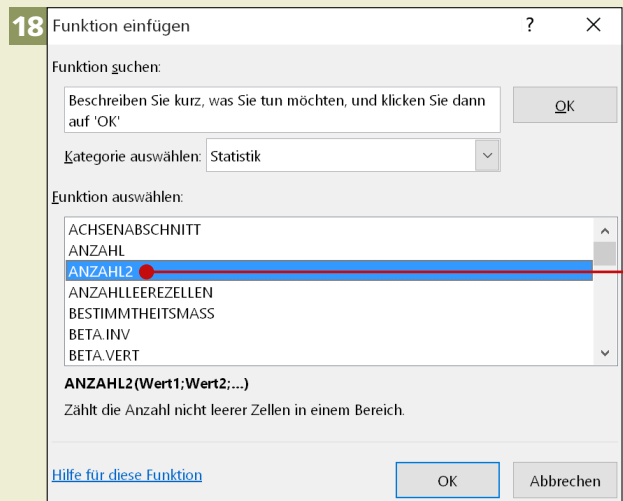 18 Funktion einfügen ? ×
Funktion suchen:
Beschreiben Sie kurz, was Sie tun möchten, und klicken Sie dann
auf 'OK'
OK
Kategorie auswählen: Statistik
Funktion auswählen:
ACHSENABSCHNITT
ANZAHL
ANZAHL2
ANZAHLLEEREZELLEN
BESTIMMTHEITSMASS
BETA.INV
BETA.VERT
ANZAHL2(Wert1;Wert2;...)
Zählt die Anzahl nicht leerer Zellen in einem Bereich.
Hilfe für diese Funktion OK Abbrechen